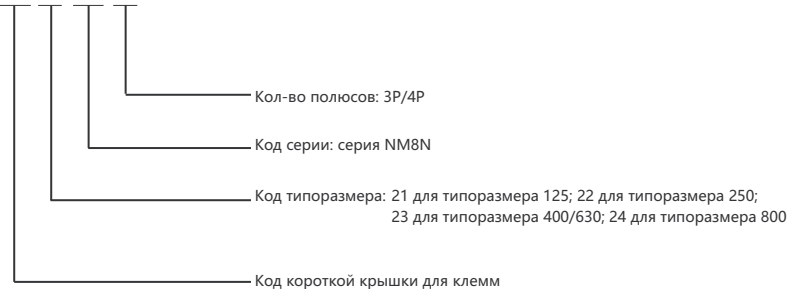 Кол-во полюсов: 3P/4P
Код серии: серия NM8N
Код типоразмера: 21 для типоразмера 125; 22 для типоразмера 250;
23 для типоразмера 400/630; 24 для типоразмера 800
Код короткой крышки для клемм